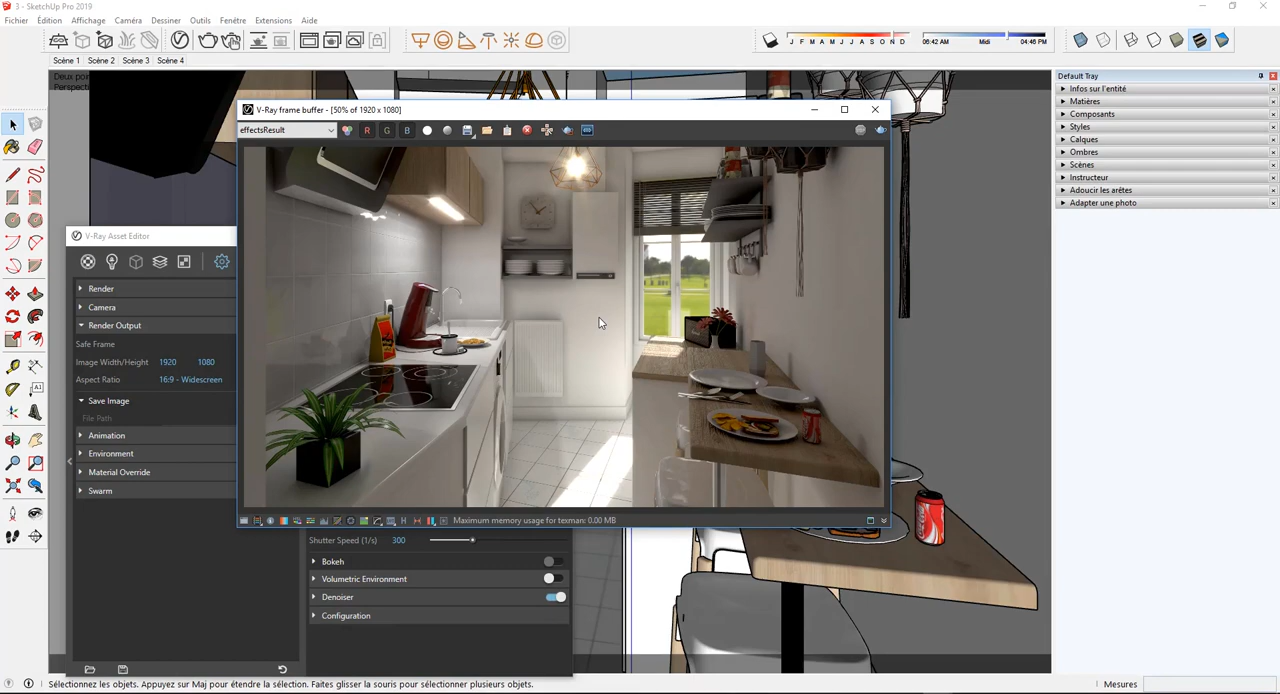 3 - SketchUp Pro 2019
Fichier Édition Affichage Caméra Dessiner Outils Fenêtre Extensions Aide
J F M A M J J A S O N D
06:42 AM Midi 04:46 PM
Scène 1 Scène 2 Scène 3 Scène 4
Deux poin
Perspecti
Default Tray
Infos sur l'entité
Matières
Composants
Styles
Calques
Ombres
Scènes
Instructeur
Adoucir les arêtes
Adapter une photo
V-Ray frame buffer - [50% of 1920 x 1080]
effectsResult
R G B
V-Ray Asset Editor
Render
Camera
Render Output
Safe Frame
Image Width/Height 1920 1080
Aspect Ratio 16:9 - Widescreen
Save Image
File Path
Animation
Environment
Material Override
Swarm
H
Maximum memory usage for texman: 0.00 MB
Shutter Speed (1/s) 300
Bokeh
Volumetric Environment
Denoiser
Configuration
Sélectionnez les objets. Appuyez sur Maj pour étendre la sélection. Faites glisser la souris pour sélectionner plusieurs objets.
Mesures